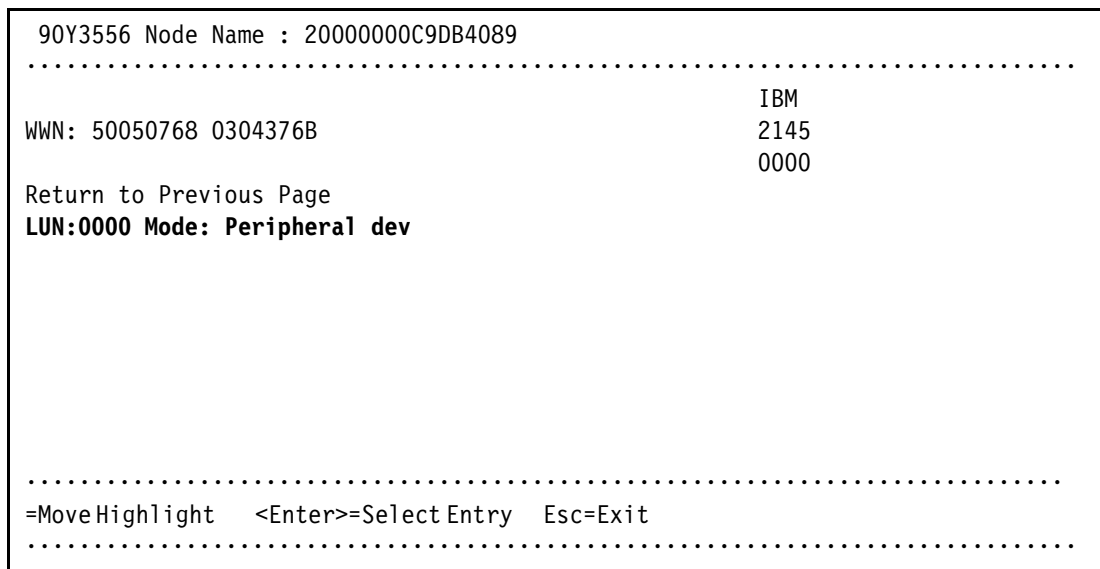 90Y3556 Node Name : 20000000C9DB4089
...............................................................................
IBM
WWN: 50050768 0304376B 2145
0000
Return to Previous Page
LUN:0000 Mode: Peripheral dev
..............................................................................
=Move Highlight <Enter>=Select Entry Esc=Exit
...............................................................................